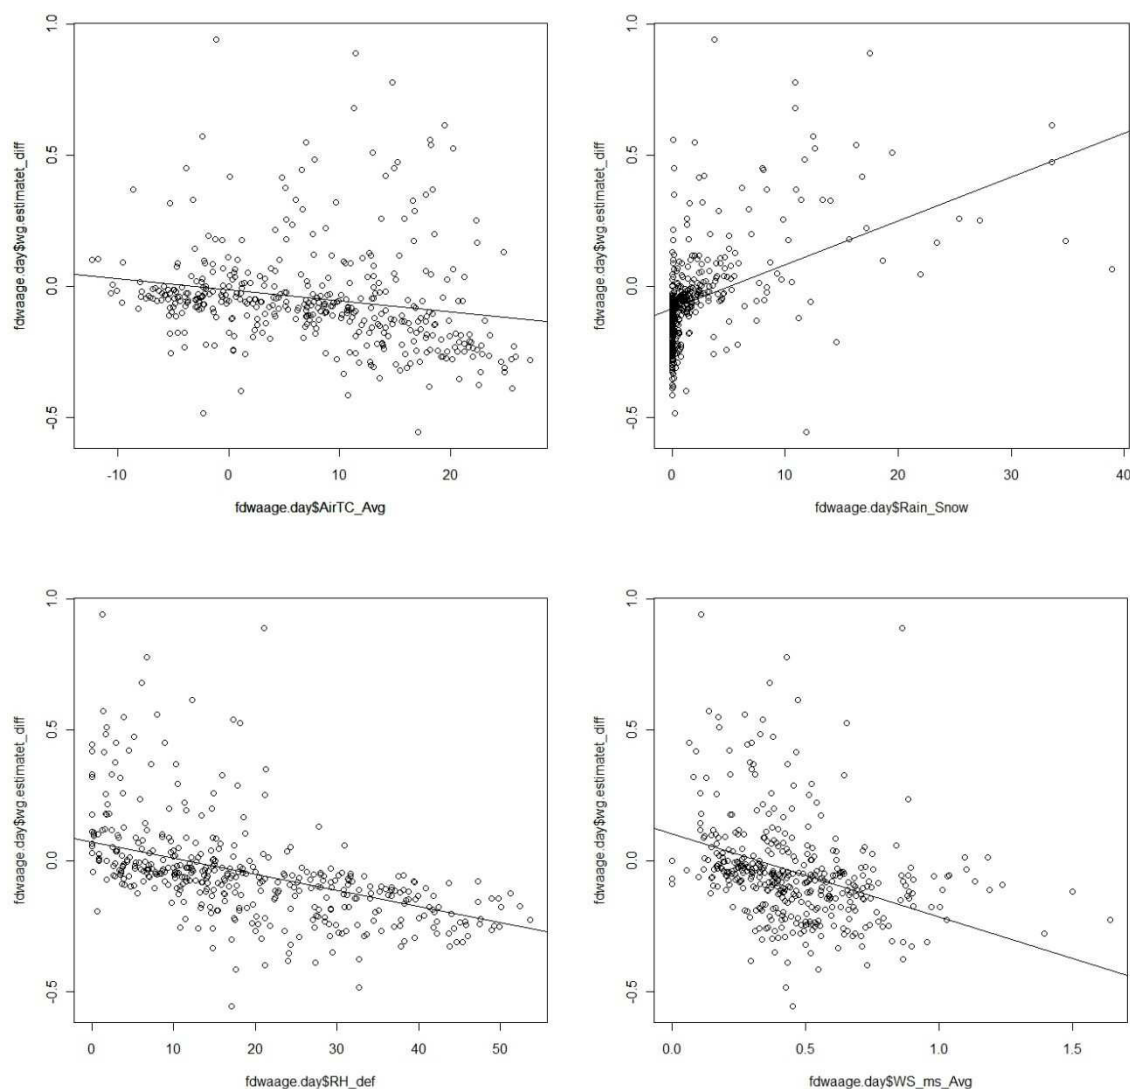 1.0
0.5
0.0
-0.5
fdwaage.day$wg.estimatet_diff
-10 0 10 20
fdwaage.day$AirTC_Avg
1.0
0.5
0.0
-0.5
fdwaage.day$wg.estimatet_diff
0 10 20 30 40
fdwaage.day$Rain_Snow
1.0
0.5
0.0
-0.5
fdwaage.day$wg.estimatet_diff
0 10 20 30 40 50
fdwaage.day$RH_def
1.0
0.5
0.0
-0.5
fdwaage.day$wg.estimatet_diff
0.0 0.5 1.0 1.5
fdwaage.day$WS_ms_Avg